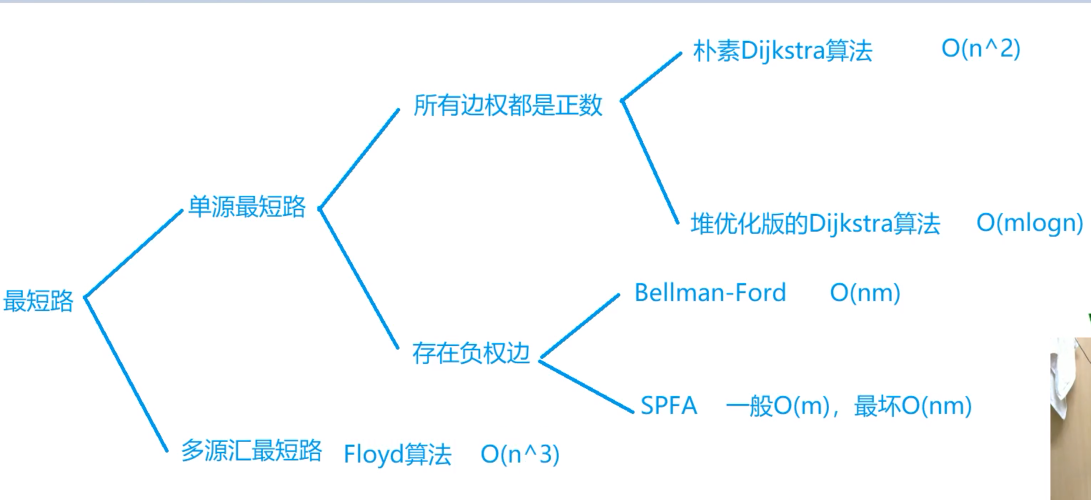 朴素Dijkstra算法 O(n^2)
所有边权都是正数
单源最短路
堆优化版的Dijkstra算法 O(mlogn)
最短路
Bellman-Ford O(nm)
存在负权边
SPFA 一般O(m)，最坏O(nm)
多源汇最短路 Floyd算法 O(n^3)